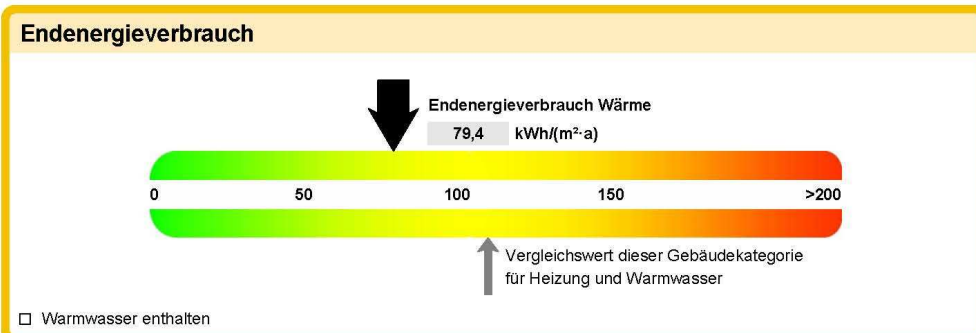 Endenergieverbrauch
Endenergieverbrauch Wärme
79,4 kWh/(m²·a)
0 50 100 150 >200
Vergleichswert dieser Gebäudekategorie
für Heizung und Warmwasser
☐ Warmwasser enthalten